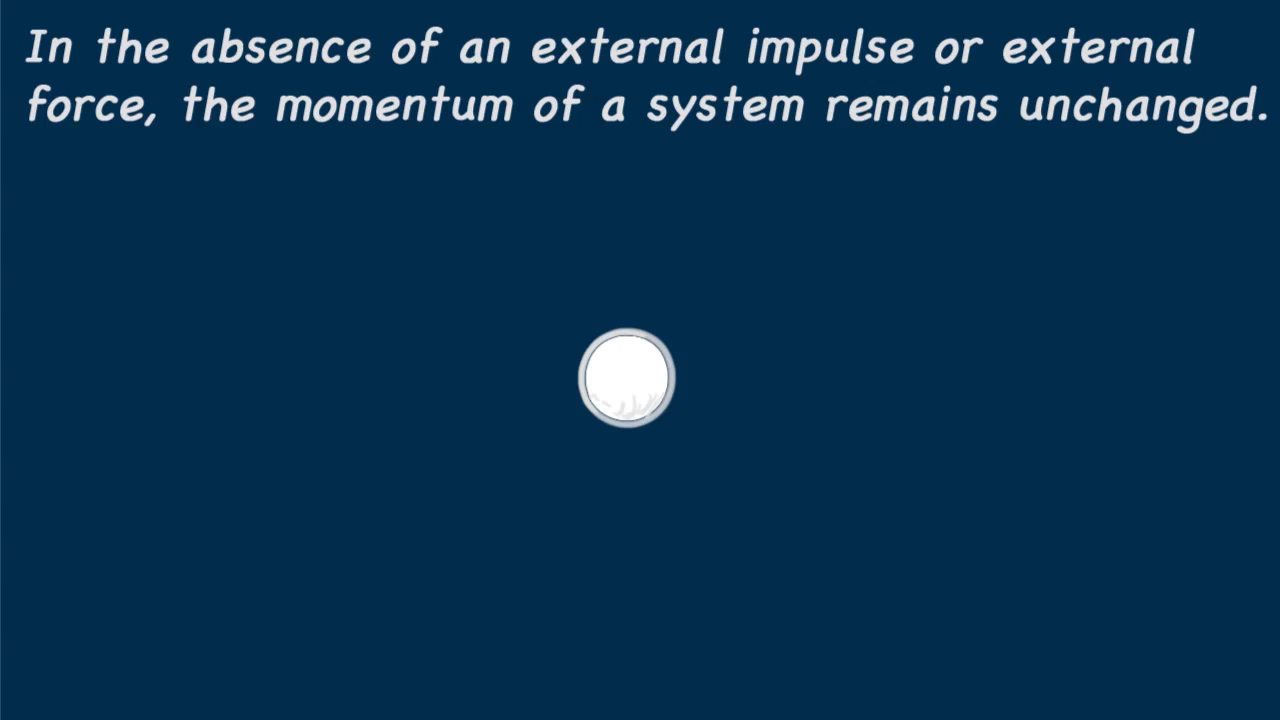 In the absence of an external impulse or external
force, the momentum of a system remains unchanged.